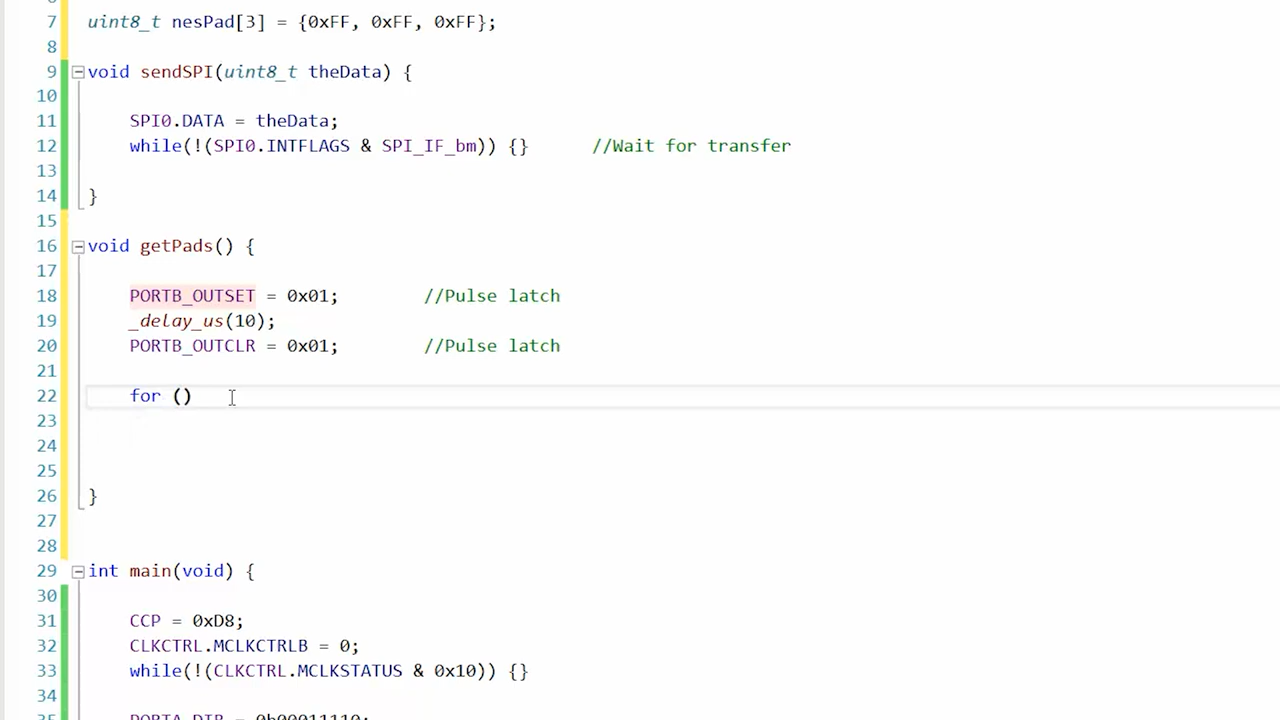 7 uint8_t nesPad[3] = {0xFF, 0xFF, 0xFF};
8
9 void sendSPI(uint8_t theData) {
10
11 SPI0.DATA = theData;
12 while(!(SPI0.INTFLAGS & SPI_IF_bm)) {} //Wait for transfer
13
14 }
15
16 void getPads() {
17
18 PORTB_OUTSET = 0x01; //Pulse latch
19 _delay_us(10);
20 PORTB_OUTCLR = 0x01; //Pulse latch
21
22 for ()
23
24
25
26 }
27
28
29 int main(void) {
30
31 CCP = 0xD8;
32 CLKCTRL.MCLKCTRLB = 0;
33 while(!(CLKCTRL.MCLKSTATUS & 0x10)) {}
34
35 PORTA_DIR = 0b00011110;